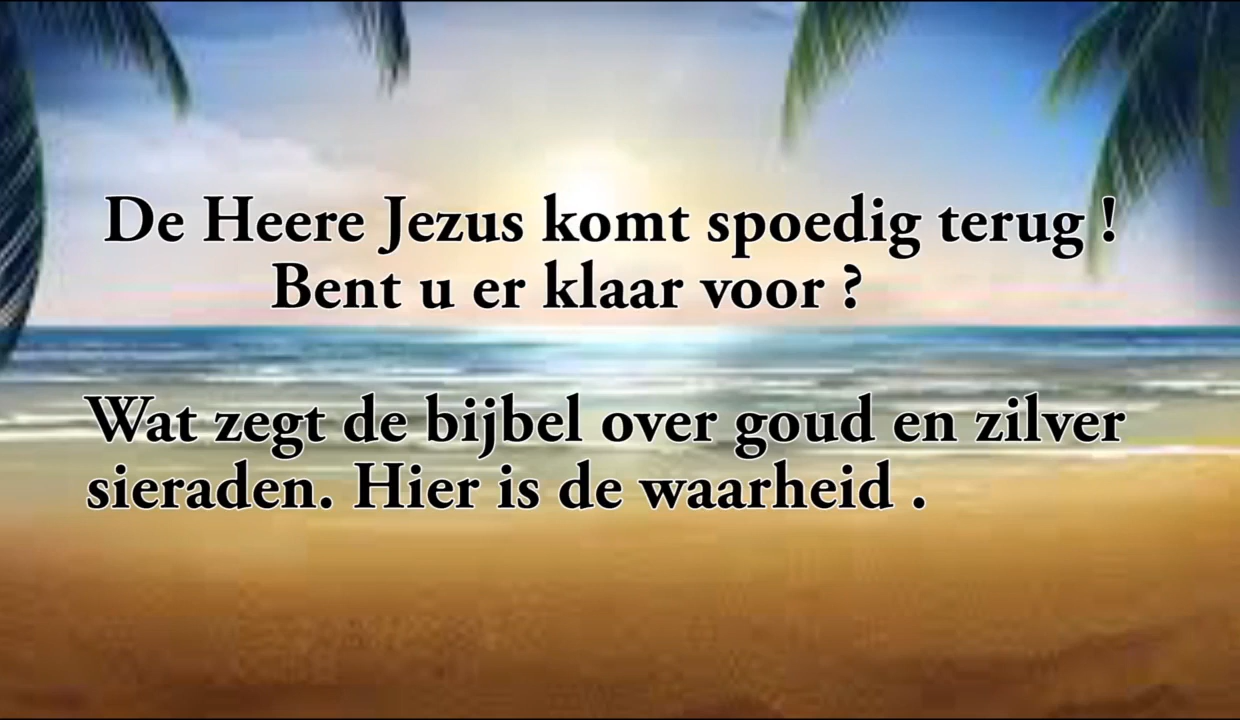 De Heere Jezus komt spoedig terug !
Bent u er klaar voor ?
Wat zegt de bijbel over goud en zilver
sieraden. Hier is de waarheid .